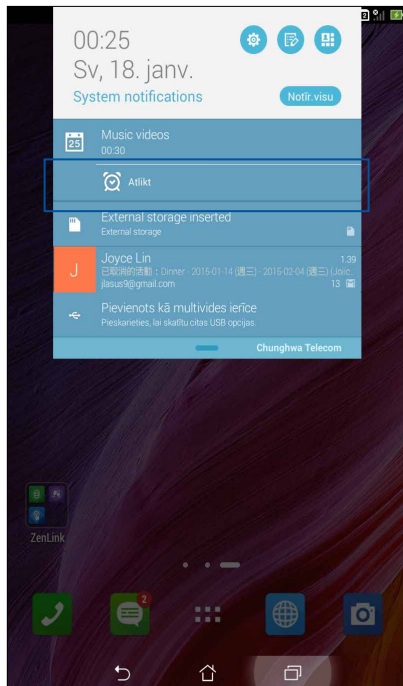 2
00:25
Sv, 18. janv.
System notifications
Notīr.visu
25
Music videos
00:30
Atlikt
External storage inserted
External storage
J
Joyce Lin
1.39
已取消的活動：Dinner - 2015-01-14 (週三) - 2015-02-04 (週三) (Joic
jlasus9@gmail.com
13
Pievienots kā multivides ierīce
Pieskarieties, lai skatītu citas USB opcijas.
Chunghwa Telecom
ZenLink
2